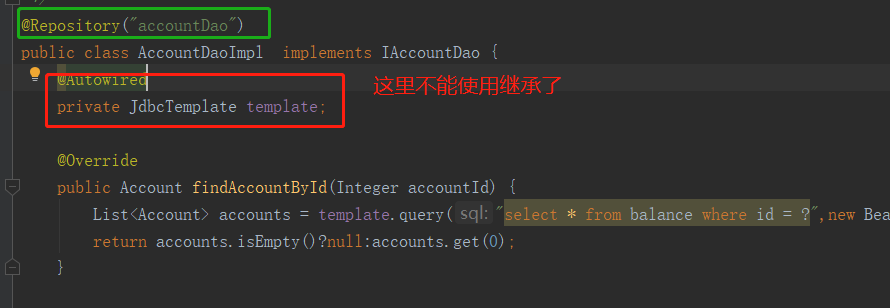 @Repository("accountDao")
public class AccountDaoImpl  implements IAccountDao {
@Autowired
这里不能使用继承了
private JdbcTemplate template;
@Override
public Account findAccountById(Integer accountId) {
List<Account> accounts = template.query( sql: "select * from balance where id = ?",new Bea
return accounts.isEmpty()?null:accounts.get(0);
}